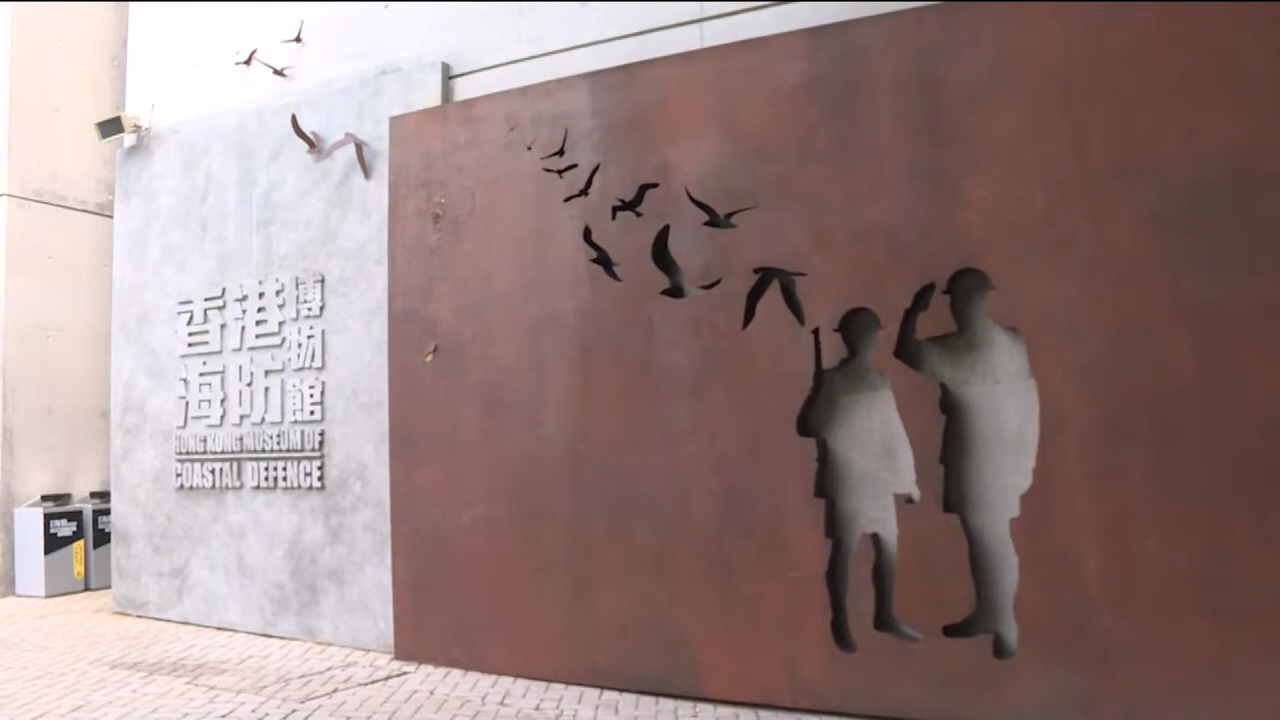 香港博物館
海防
HONG KONG MUSEUM OF
COASTAL DEFENCE